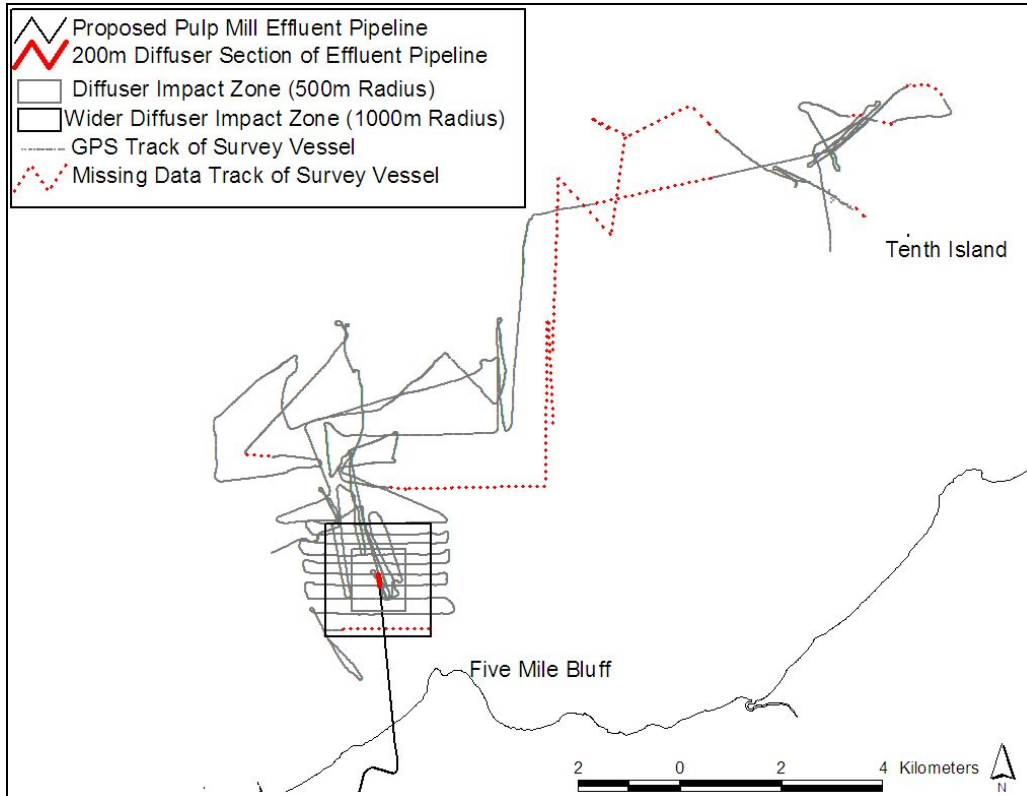 Proposed Pulp Mill Effluent Pipeline
200m Diffuser Section of Effluent Pipeline
Diffuser Impact Zone (500m Radius)
Wider Diffuser Impact Zone (1000m Radius)
GPS Track of Survey Vessel
Missing Data Track of Survey Vessel
Tenth Island
Five Mile Bluff
2 0 2 4 Kilometers
N